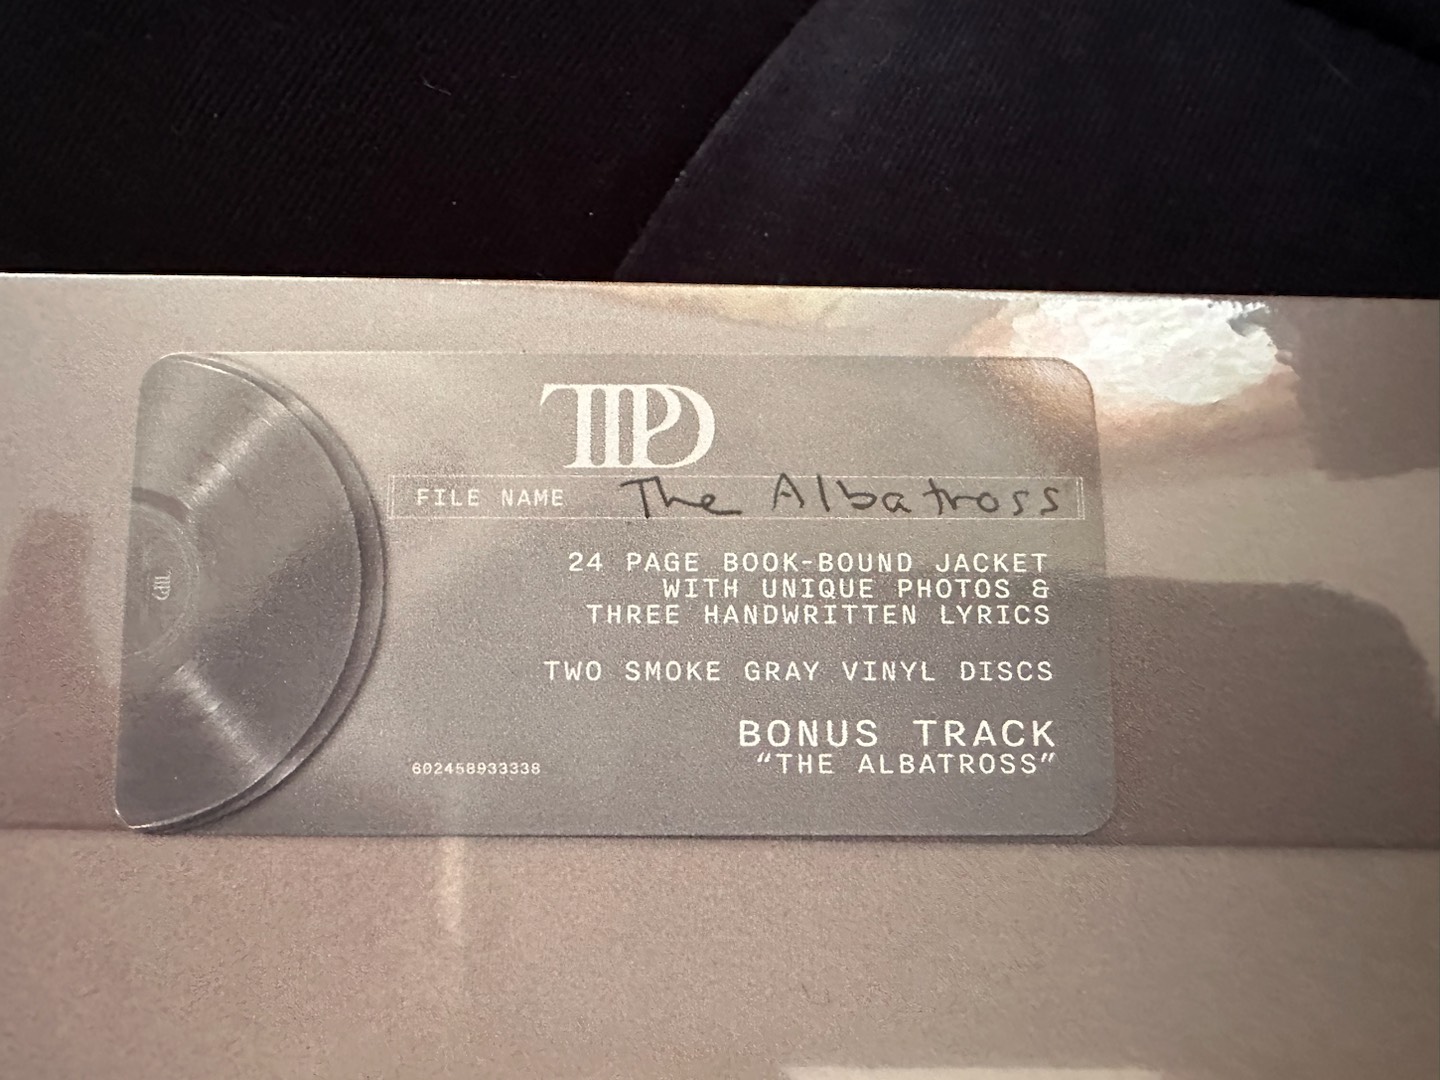 TTPD
FILE NAME The Albatross
24 PAGE BOOK-BOUND JACKET
WITH UNIQUE PHOTOS &
THREE HANDWRITTEN LYRICS
TWO SMOKE GRAY VINYL DISCS
BONUS TRACK
“THE ALBATROSS”
602458933338
TTPD